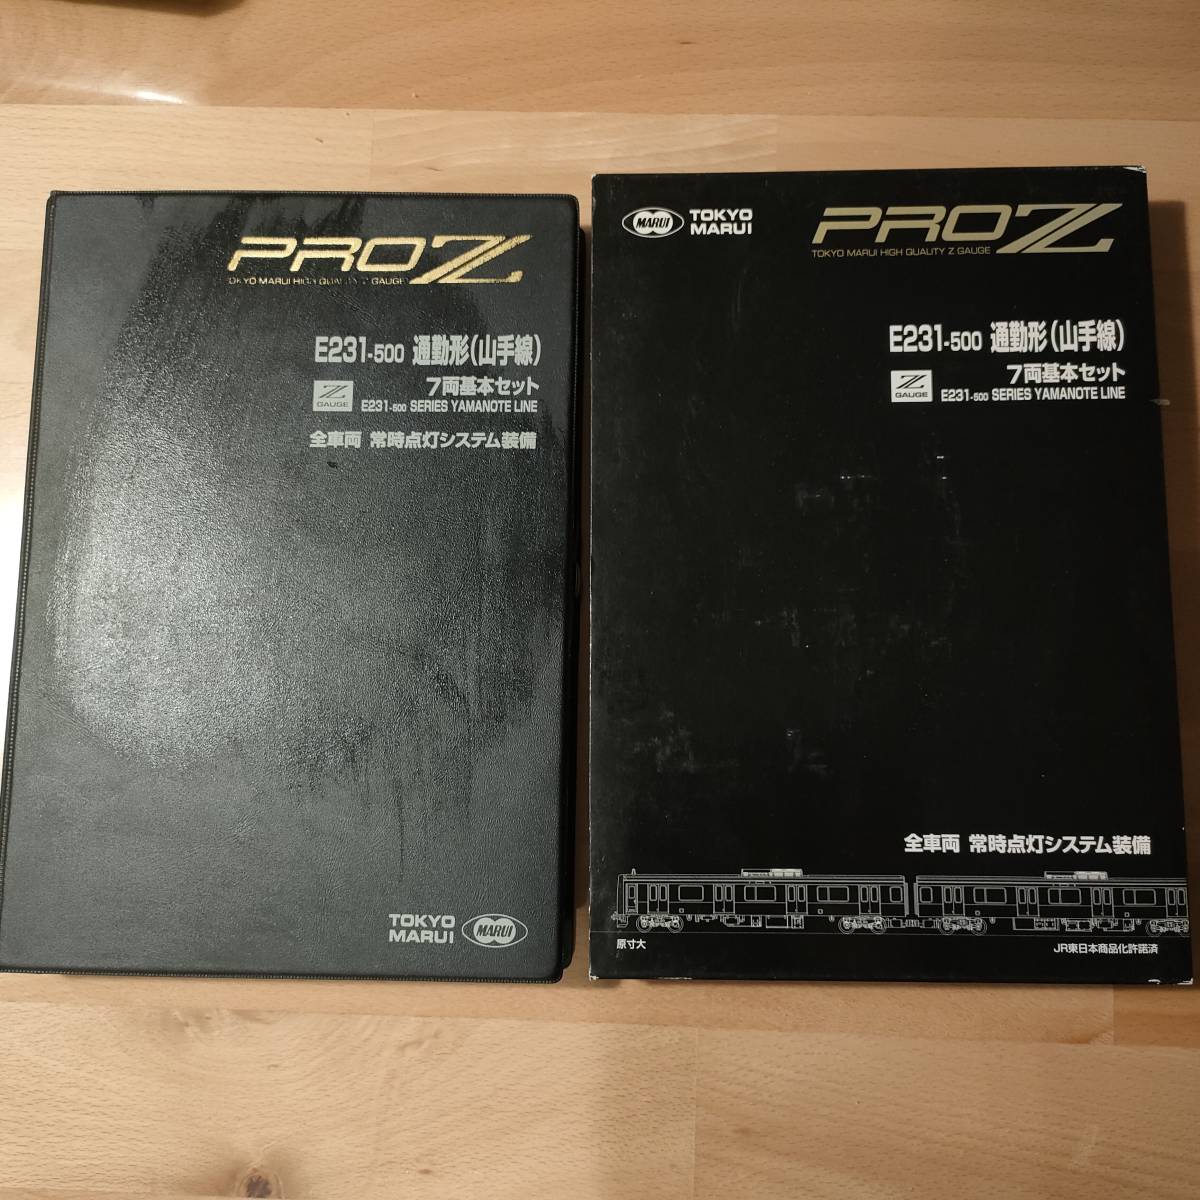 PROZ
TOKYO MARUI HIGH QUALITY Z GAUGE
E231-500 通勤形(山手線)
7両基本セット
Z GAUGE
E231-500 SERIES YAMANOTE LINE
全車両 常時点灯システム装備
TOKYO MARUI
MARUI
MARUI
TOKYO MARUI
PROZ
TOKYO MARUI HIGH QUALITY Z GAUGE
E231-500 通勤形(山手線)
7両基本セット
Z GAUGE
E231-500 SERIES YAMANOTE LINE
全車両 常時点灯システム装備
原寸大
JR東日本商品化許諾済